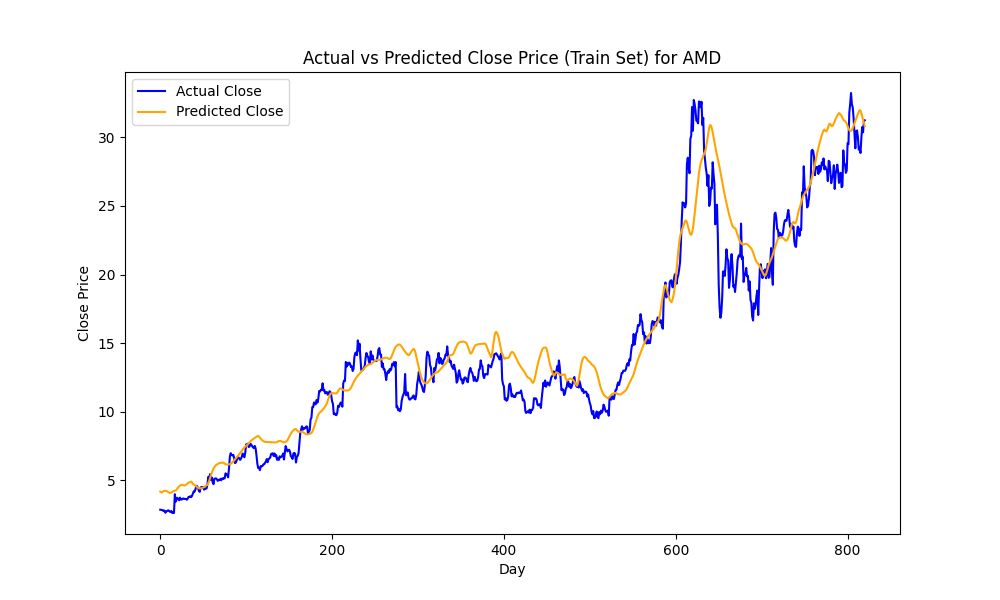 Actual vs Predicted Close Price (Train Set) for AMD
Actual Close
Predicted Close
30
25
20
15
10
5
Close Price
0
200
400
600
800
Day